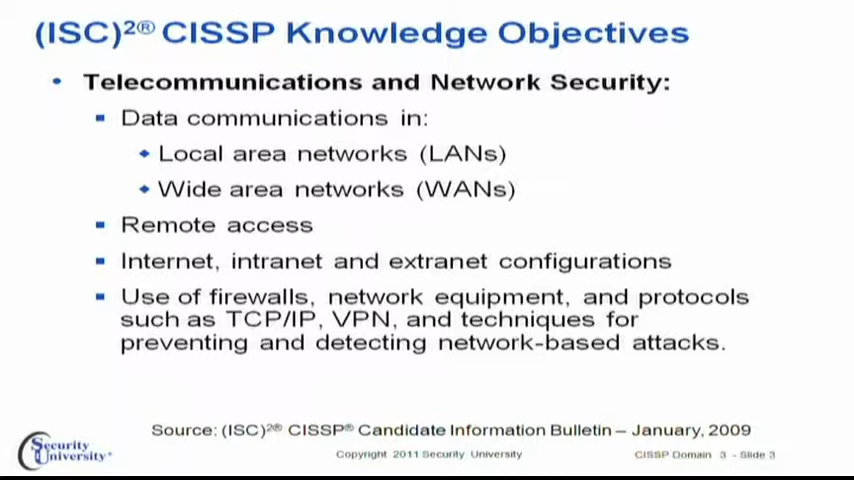 (ISC)²® CISSP Knowledge Objectives
• Telecommunications and Network Security:
▪ Data communications in:
◆ Local area networks (LANs)
◆ Wide area networks (WANs)
▪ Remote access
▪ Internet, intranet and extranet configurations
▪ Use of firewalls, network equipment, and protocols
such as TCP/IP, VPN, and techniques for
preventing and detecting network-based attacks.
Source: (ISC)²® CISSP® Candidate Information Bulletin – January, 2009
Security
University
Copyright 2011 Security University
CISSP Domain 3 - Slide 3